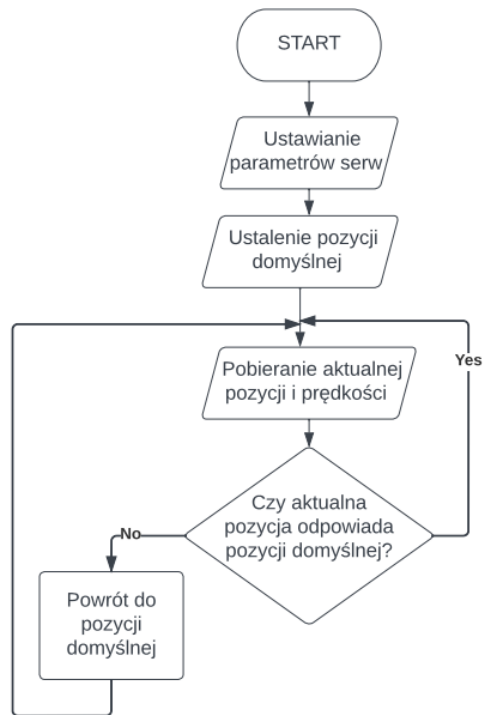 START
Ustawianie
parametrów serw
Ustalenie pozycji
domyślnej
Yes
Pobieranie aktualnej
pozycji i prędkości
Czy aktualna
pozycja odpowiada
pozycji domyślnej?
No
Powrót do
pozycji
domyślnej